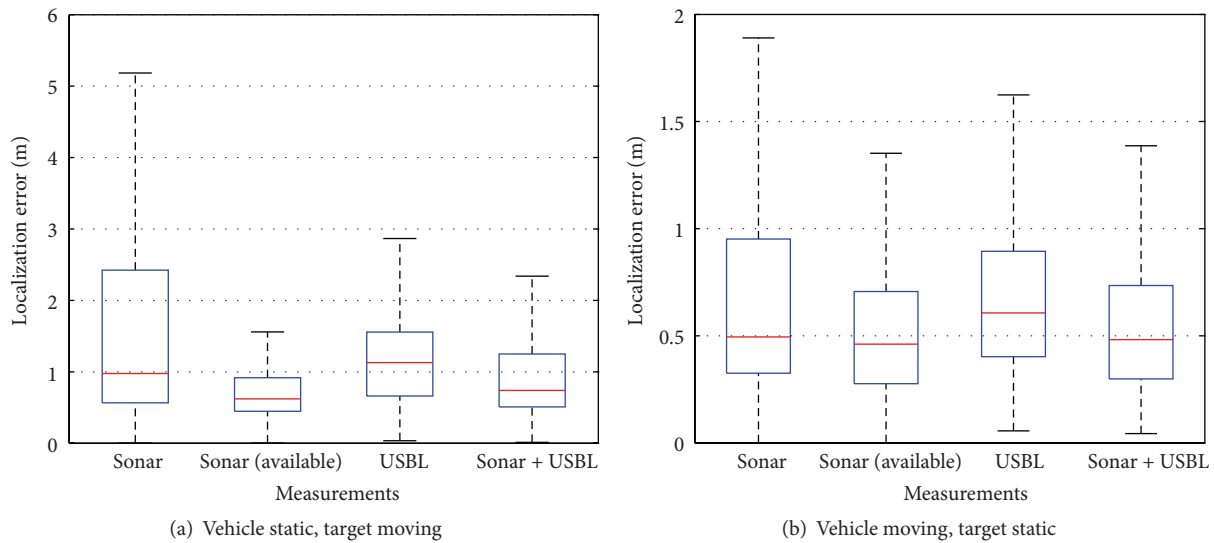 6
5
4
3
2
1
0
Localization error (m)
Sonar Sonar (available) USBL Sonar + USBL
Measurements
(a) Vehicle static, target moving
2
1.5
1
0.5
0
Localization error (m)
Sonar Sonar (available) USBL Sonar + USBL
Measurements
(b) Vehicle moving, target static